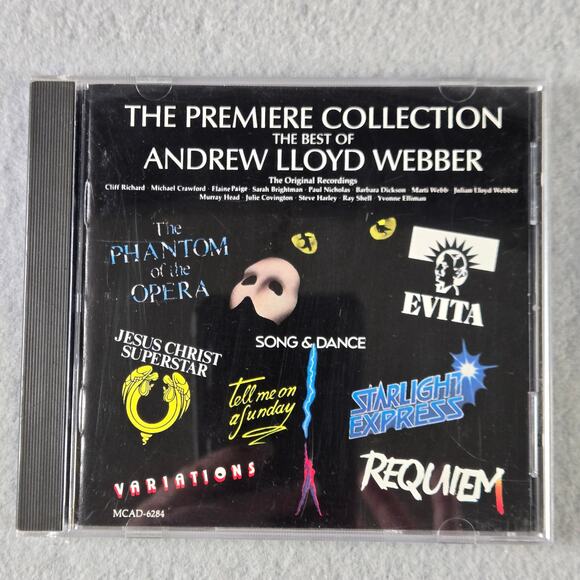 THE PREMIERE COLLECTION
THE BEST OF
ANDREW LLOYD WEBBER
The Original Recordings
Cliff Richard · Michael Crawford · Elaine Paige · Sarah Brightman · Paul Nicholas · Barbara Dickson · Marti Webb · Julian Lloyd Webber
Murray Head · Julie Covington · Steve Harley · Ray Shell · Yvonne Elliman
The
PHANTOM
of the
OPERA
EVITA
SONG & DANCE
JESUS CHRIST
SUPERSTAR
Tell me on
a Sunday
STARLIGHT
EXPRESS
VARIATIONS
REQUIEM
MCAD-6284